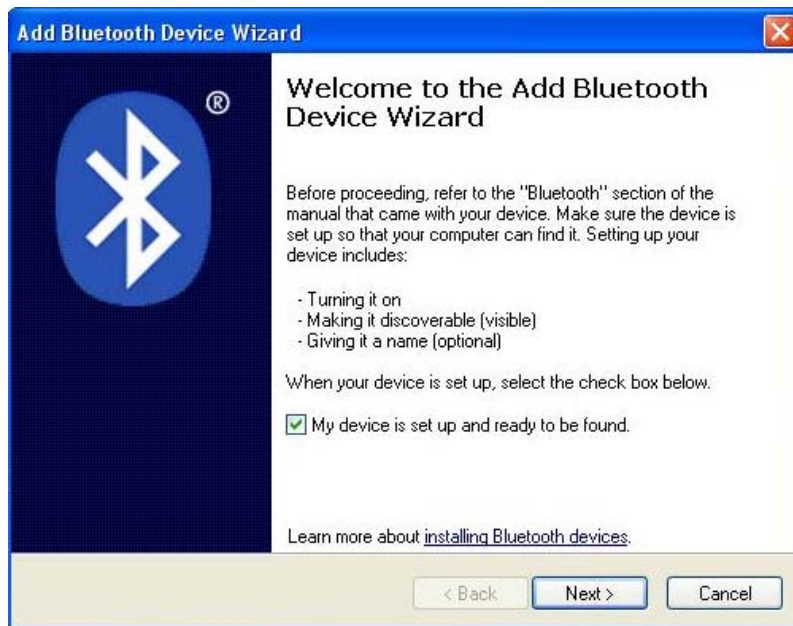 Add Bluetooth Device Wizard
®
Welcome to the Add Bluetooth
Device Wizard
Before proceeding, refer to the "Bluetooth" section of the
manual that came with your device. Make sure the device is
set up so that your computer can find it. Setting up your
device includes:
- Turning it on
- Making it discoverable (visible)
- Giving it a name (optional)
When your device is set up, select the check box below.
My device is set up and ready to be found.
Learn more about installing Bluetooth devices.
< Back Next > Cancel